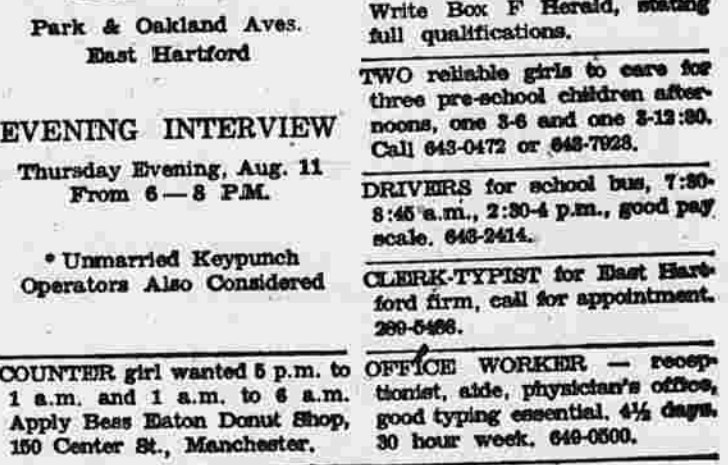 Park & Oakland Aves.
East Hartford
EVENING INTERVIEW
Thursday Evening, Aug. 11
From 6 — 8 P.M.
• Unmarried Keypunch
Operators Also Considered
COUNTER girl wanted 5 p.m. to
1 a.m. and 1 a.m. to 6 a.m.
Apply Bess Eaton Donut Shop,
150 Center St., Manchester.
Write Box F Herald, stating
full qualifications.
TWO reliable girls to care for
three pre-school children after-
noons, one 3-6 and one 3-12:30.
Call 643-0472 or 643-7928.
DRIVERS for school bus, 7:30-
8:45 a.m., 2:30-4 p.m., good pay
scale. 643-2414.
CLERK-TYPIST for East Hart-
ford firm, call for appointment.
289-5466.
OFFICE WORKER — recep-
tionist, aide, physician's office,
good typing essential. 4½ days,
30 hour week. 649-0500.